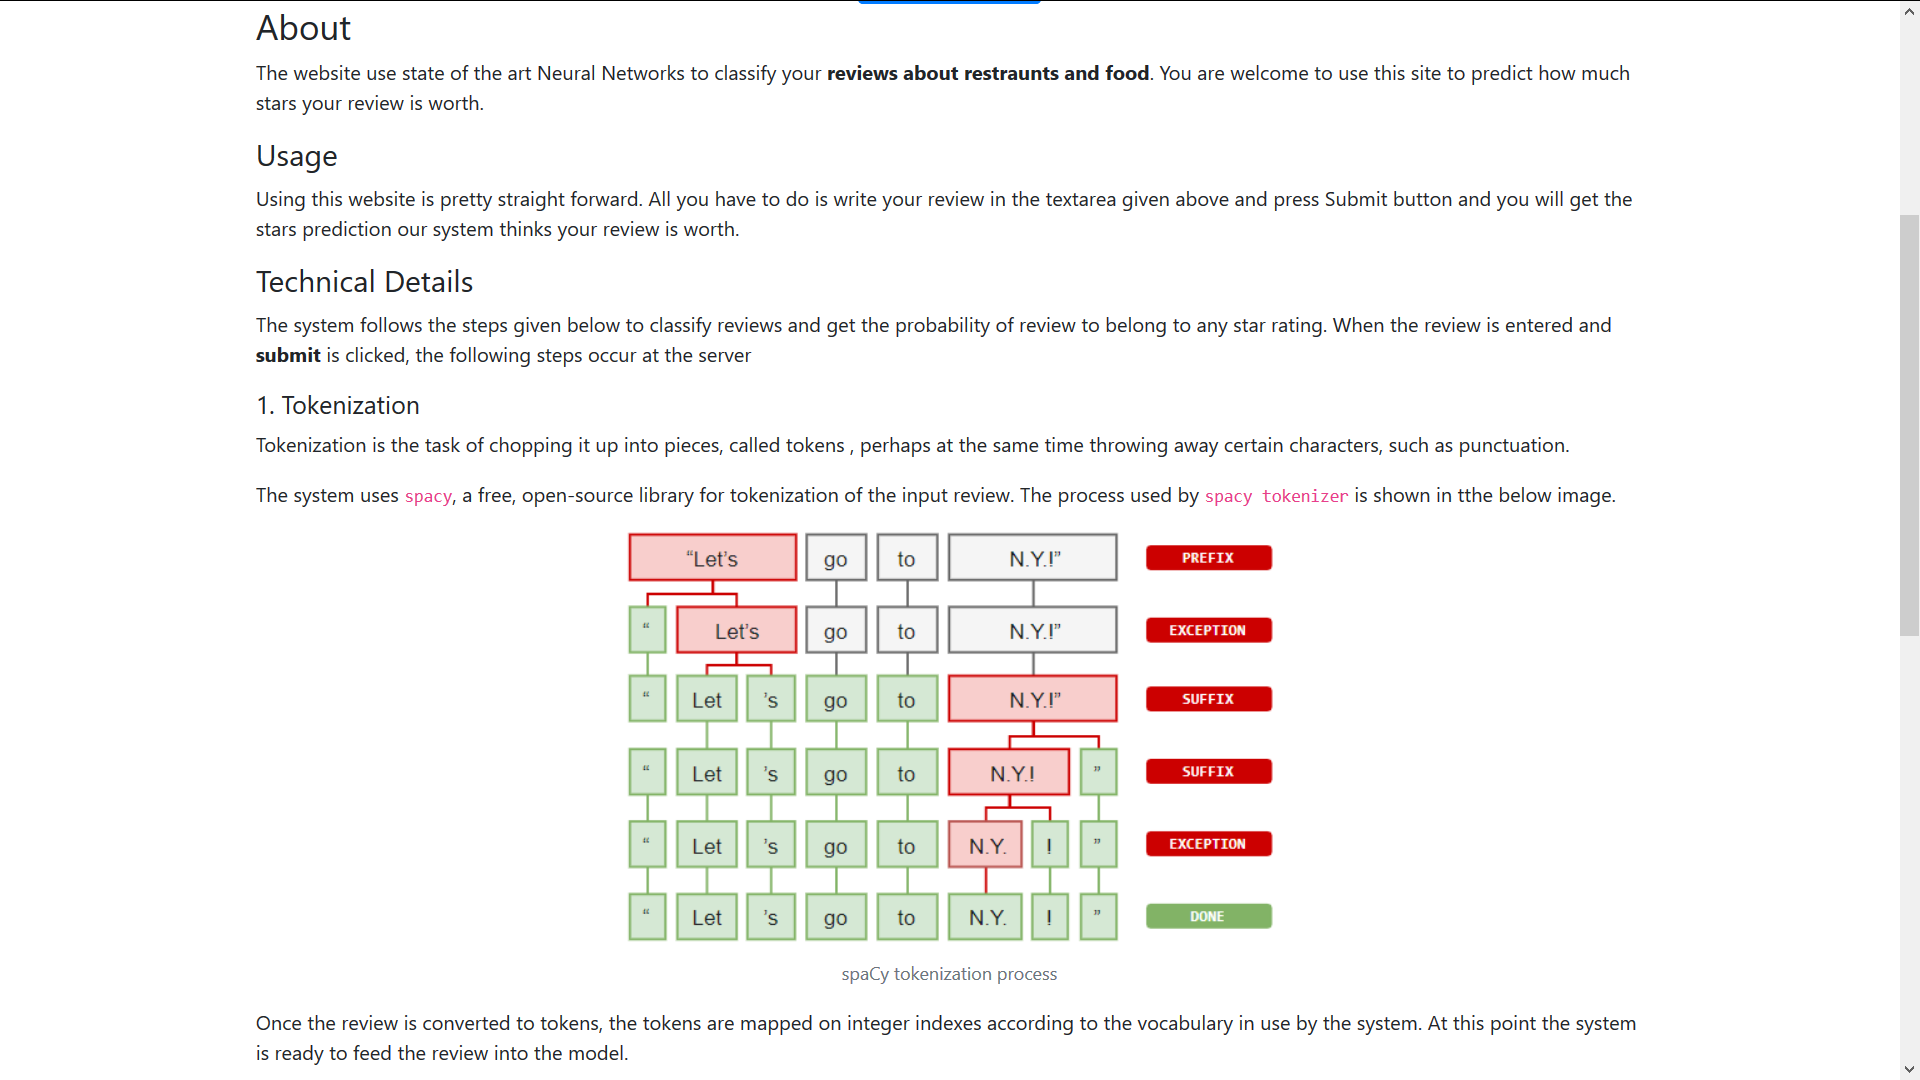 About
The website use state of the art Neural Networks to classify your reviews about restraunts and food. You are welcome to use this site to predict how much
stars your review is worth.
Usage
Using this website is pretty straight forward. All you have to do is write your review in the textarea given above and press Submit button and you will get the
stars prediction our system thinks your review is worth.
Technical Details
The system follows the steps given below to classify reviews and get the probability of review to belong to any star rating. When the review is entered and
submit is clicked, the following steps occur at the server
1. Tokenization
Tokenization is the task of chopping it up into pieces, called tokens , perhaps at the same time throwing away certain characters, such as punctuation.
The system uses spacy, a free, open-source library for tokenization of the input review. The process used by spacy tokenizer is shown in tthe below image.
“Let’s go to N.Y.!” PREFIX
“ Let’s go to N.Y.!” EXCEPTION
“ Let ’s go to N.Y.!” SUFFIX
“ Let ’s go to N.Y.! ” SUFFIX
“ Let ’s go to N.Y. ! ” EXCEPTION
“ Let ’s go to N.Y. ! ” DONE
spaCy tokenization process
Once the review is converted to tokens, the tokens are mapped on integer indexes according to the vocabulary in use by the system. At this point the system
is ready to feed the review into the model.